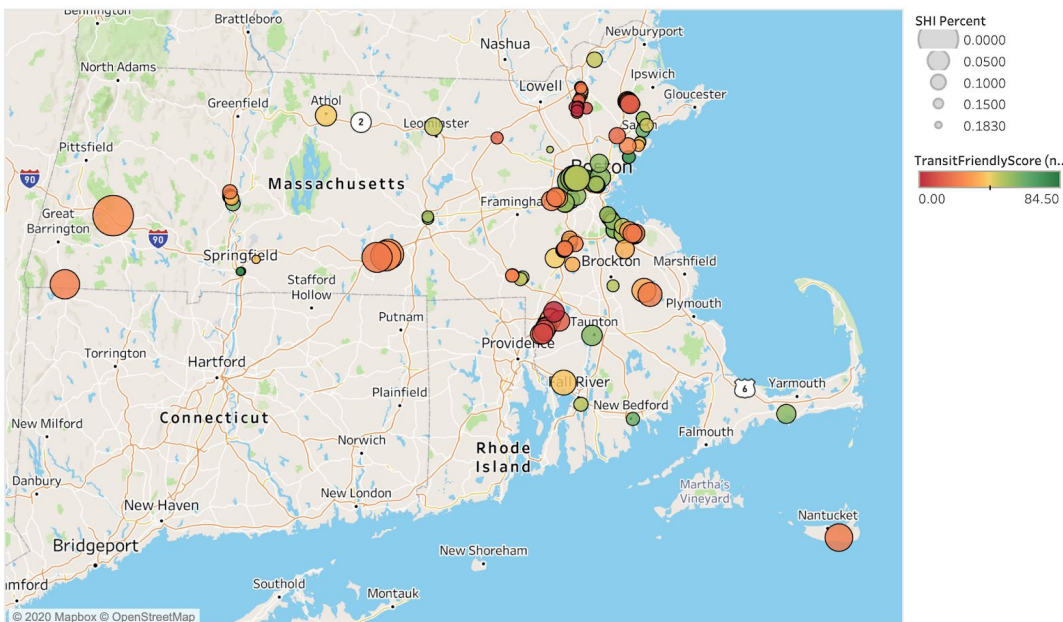 Bennington
Brattleboro
Nashua
Newburyport
North Adams
Lowell
Ipswich
Greenfield
Athol
Gloucester
2
Leominster
Pittsfield
90
Massachusetts
Boston
Great
Barrington
Framingham
90
Springfield
Brockton
Marshfield
Stafford
Hollow
Plymouth
Putnam
Taunton
Torrington
Providence
Hartford
Fall River
6
Yarmouth
Plainfield
New Bedford
Connecticut
New Milford
Falmouth
Norwich
Rhode
Island
Danbury
Martha's
Vineyard
New London
New Haven
Nantucket
Bridgeport
New Shoreham
amford
Southold
Montauk
© 2020 Mapbox © OpenStreetMap
SHI Percent
0.0000
0.0500
0.1000
0.1500
0.1830
TransitFriendlyScore (n..
0.00 84.50